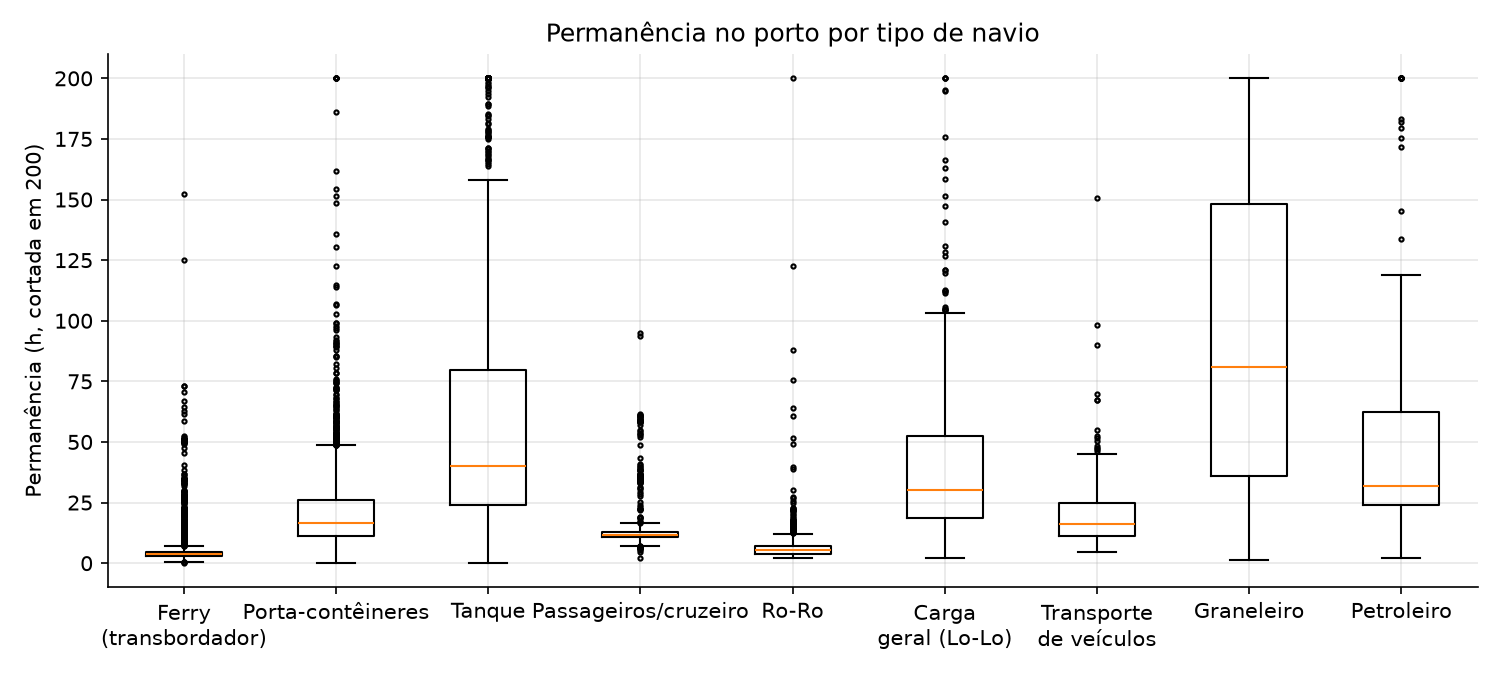 Permanência no porto por tipo de navio
Permanência (h, cortada em 200)
200
175
150
125
100
75
50
25
0
Ferry
(transbordador)
Porta-contêineres
Tanque
Passageiros/cruzeiro
Ro-Ro
Carga
geral (Lo-Lo)
Transporte
de veículos
Graneleiro
Petroleiro